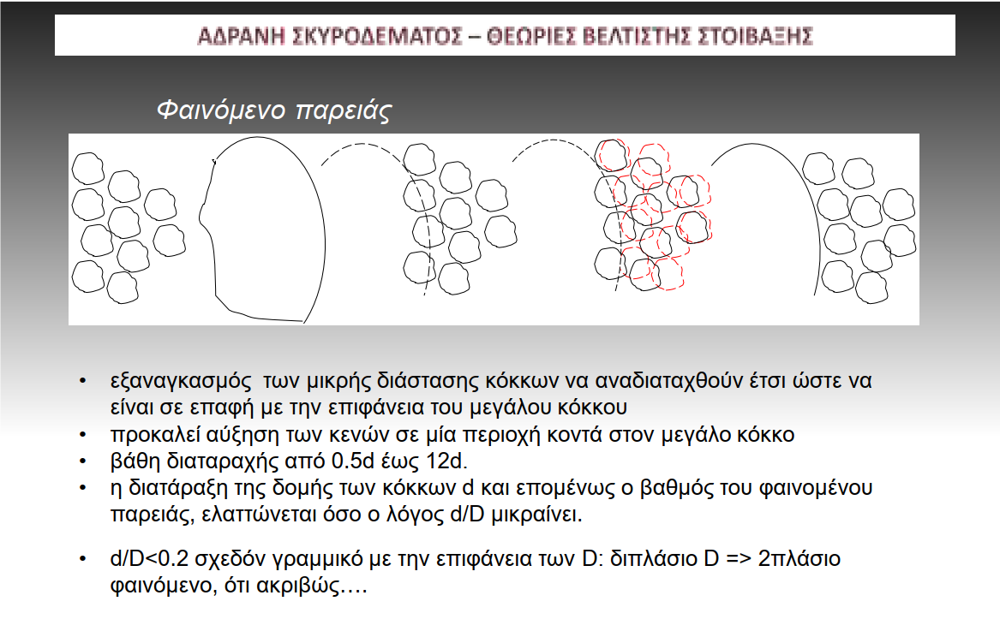 ΑΔΡΑΝΗ ΣΚΥΡΟΔΕΜΑΤΟΣ – ΘΕΩΡΙΕΣ ΒΕΛΤΙΣΤΗΣ ΣΤΟΙΒΑΞΗΣ
Φαινόμενο παρειάς
• εξαναγκασμός των μικρής διάστασης κόκκων να αναδιαταχθούν έτσι ώστε να
είναι σε επαφή με την επιφάνεια του μεγάλου κόκκου
• προκαλεί αύξηση των κενών σε μία περιοχή κοντά στον μεγάλο κόκκο
• βάθη διαταραχής από 0.5d έως 12d.
• η διατάραξη της δομής των κόκκων d και επομένως ο βαθμός του φαινομένου
παρειάς, ελαττώνεται όσο ο λόγος d/D μικραίνει.
• d/D<0.2 σχεδόν γραμμικό με την επιφάνεια των D: διπλάσιο D => 2πλάσιο
φαινόμενο, ότι ακριβώς….